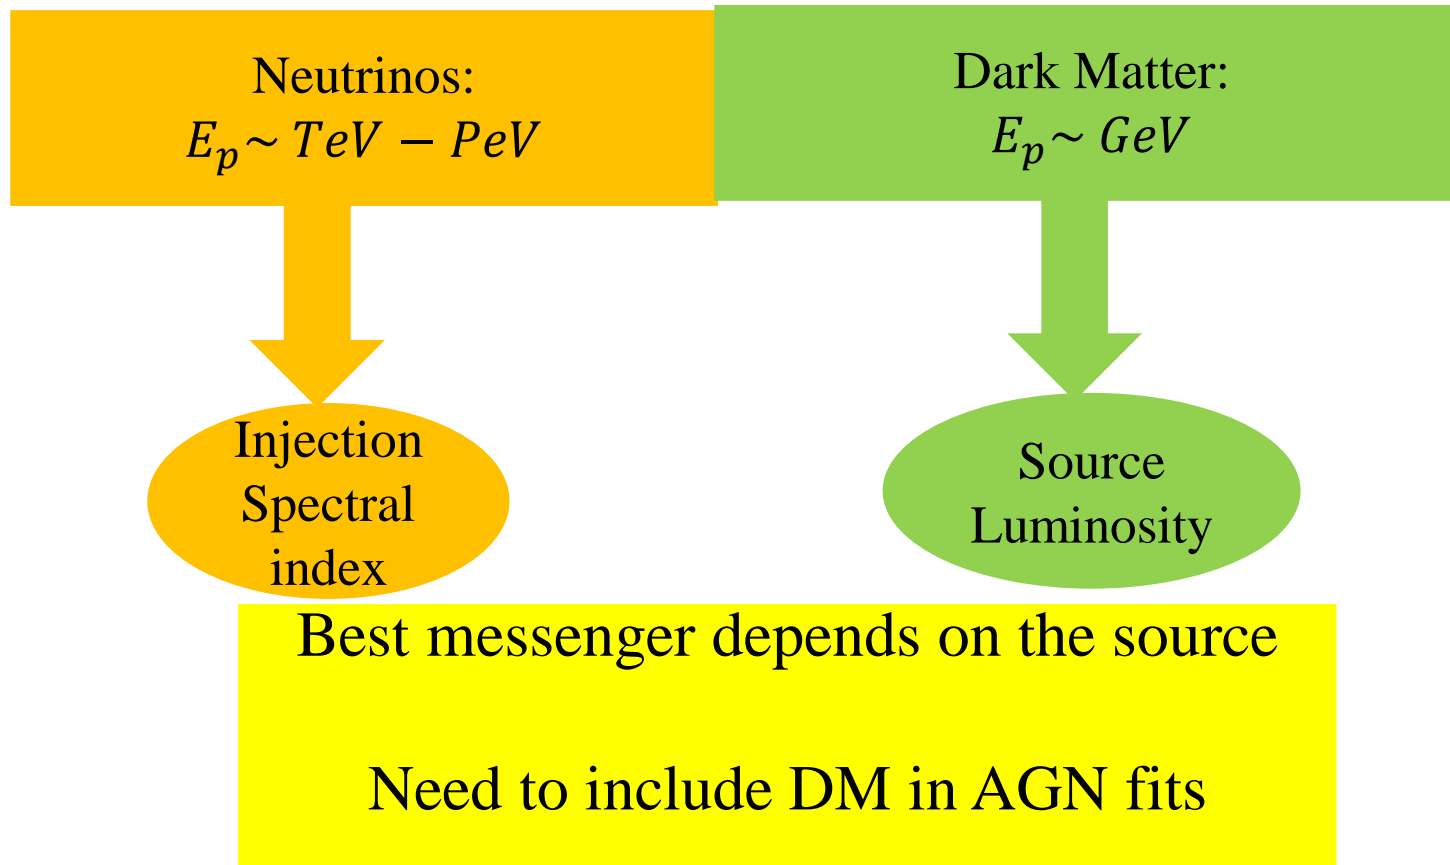 Neutrinos:
E_p ~ TeV − PeV
Dark Matter:
E_p ~ GeV
Injection
Spectral
index
Source
Luminosity
Best messenger depends on the source
Need to include DM in AGN fits